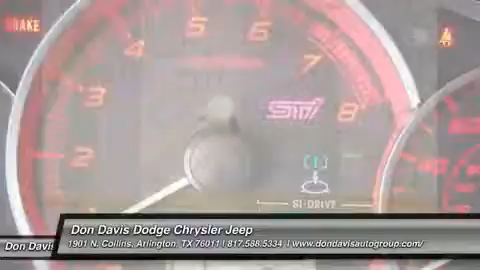 BRAKE
5
6
4
7
3
STI
8
2
[I]
SI-DRIVE
Don Davis Dodge Chrysler Jeep
Don Davis
1901 N. Collins, Arlington, TX 76011 | 817.588.5334 | www.dondavisautogroup.com/